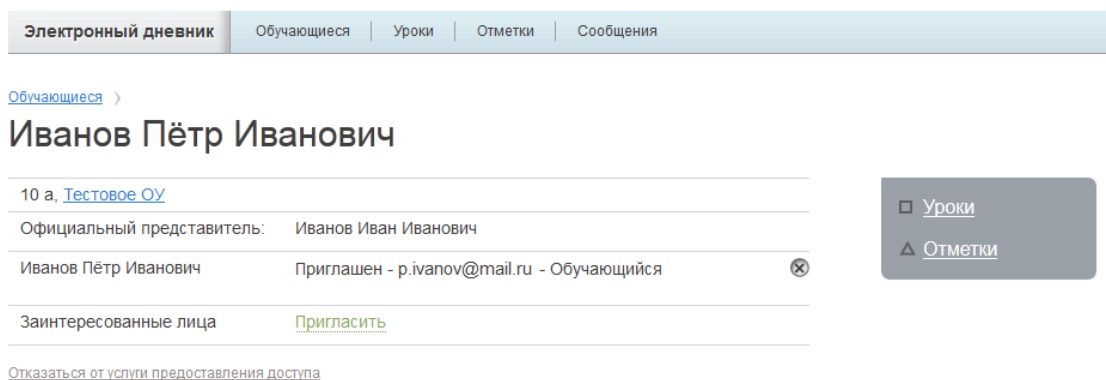 Электронный дневник Обучающиеся Уроки Отметки Сообщения
Обучающиеся
Иванов Пётр Иванович
10 а, Тестовое ОУ
Официальный представитель: Иванов Иван Иванович
Иванов Пётр Иванович Приглашен - p.ivanov@mail.ru - Обучающийся
Заинтересованные лица Пригласить
Отказаться от услуги предоставления доступа
Уроки
Отметки